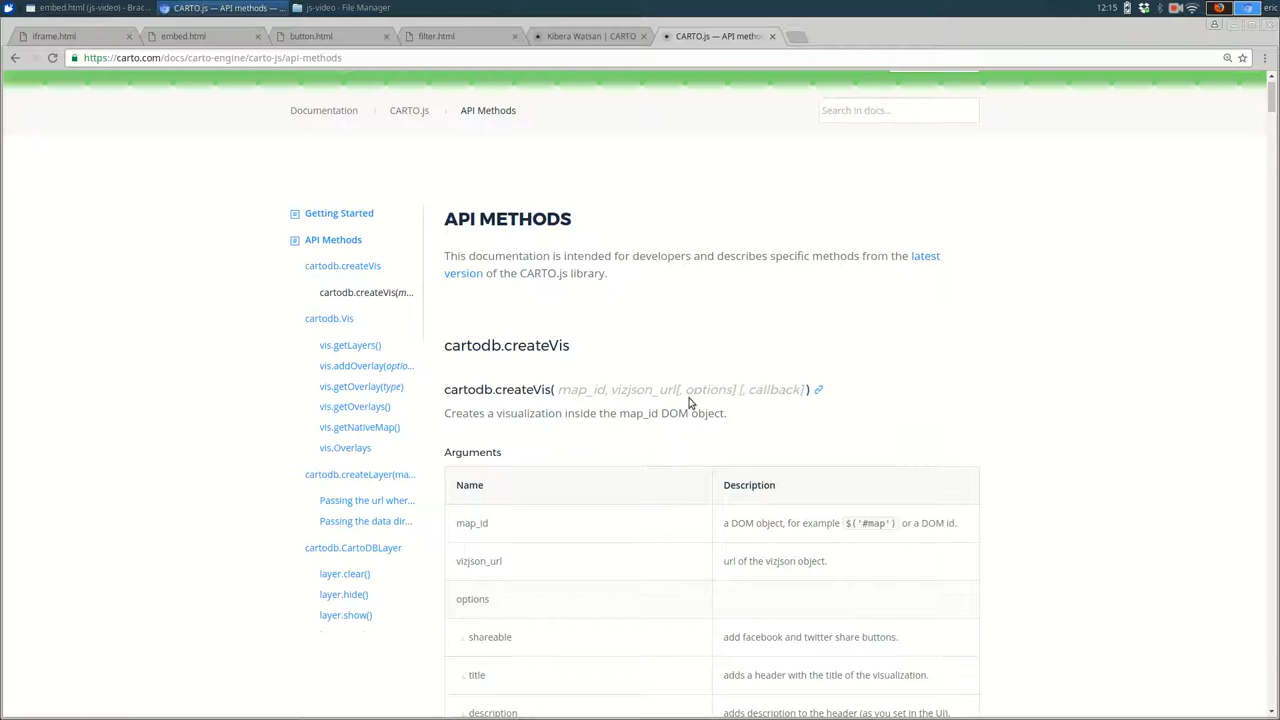 embed.html (js-video) - Brac...
CARTO.js — API methods — ...
js-video - File Manager
12:15
eric
iframe.html
embed.html
button.html
filter.html
Kibera Watsan | CARTO
CARTO.js — API metho
https://carto.com/docs/carto-engine/carto-js/api-methods
Documentation
CARTO.js
API Methods
Search in docs...
Getting Started
API Methods
cartodb.createVis
cartodb.createVis(m...
cartodb.Vis
vis.getLayers()
vis.addOverlay(optio...
vis.getOverlay(type)
vis.getOverlays()
vis.getNativeMap()
vis.Overlays
cartodb.createLayer(ma...
Passing the url wher...
Passing the data dir...
cartodb.CartoDBLayer
layer.clear()
layer.hide()
layer.show()
API METHODS
This documentation is intended for developers and describes specific methods from the latest
version of the CARTO.js library.
cartodb.createVis
cartodb.createVis( map_id, vizjson_url[, options] [, callback] )
Creates a visualization inside the map_id DOM object.
Arguments
Name Description
map_id a DOM object, for example $('#map') or a DOM id.
vizjson_url url of the vizjson object.
options
shareable add facebook and twitter share buttons.
title adds a header with the title of the visualization.
description adds description to the header (as you set in the UI).